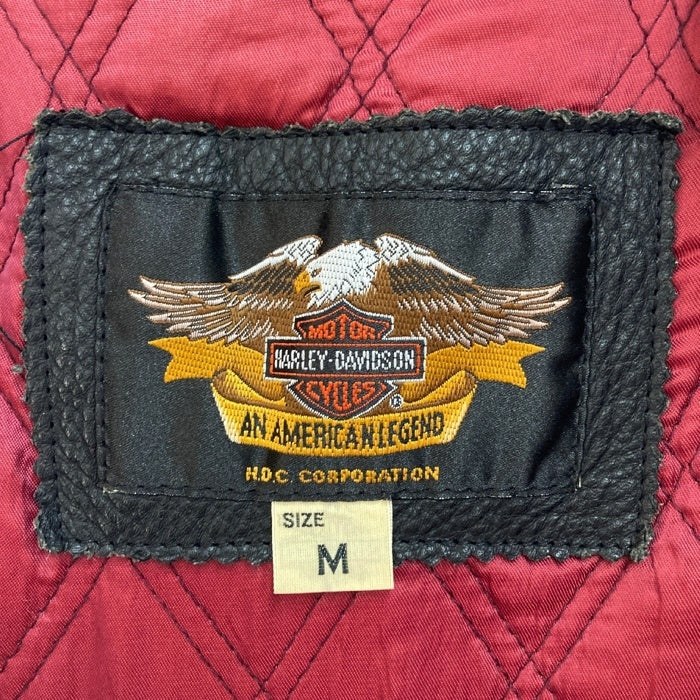 MOTOR
HARLEY-DAVIDSON
CYCLES
®
AN AMERICAN LEGEND
H.D.C. CORPORATION
SIZE
M